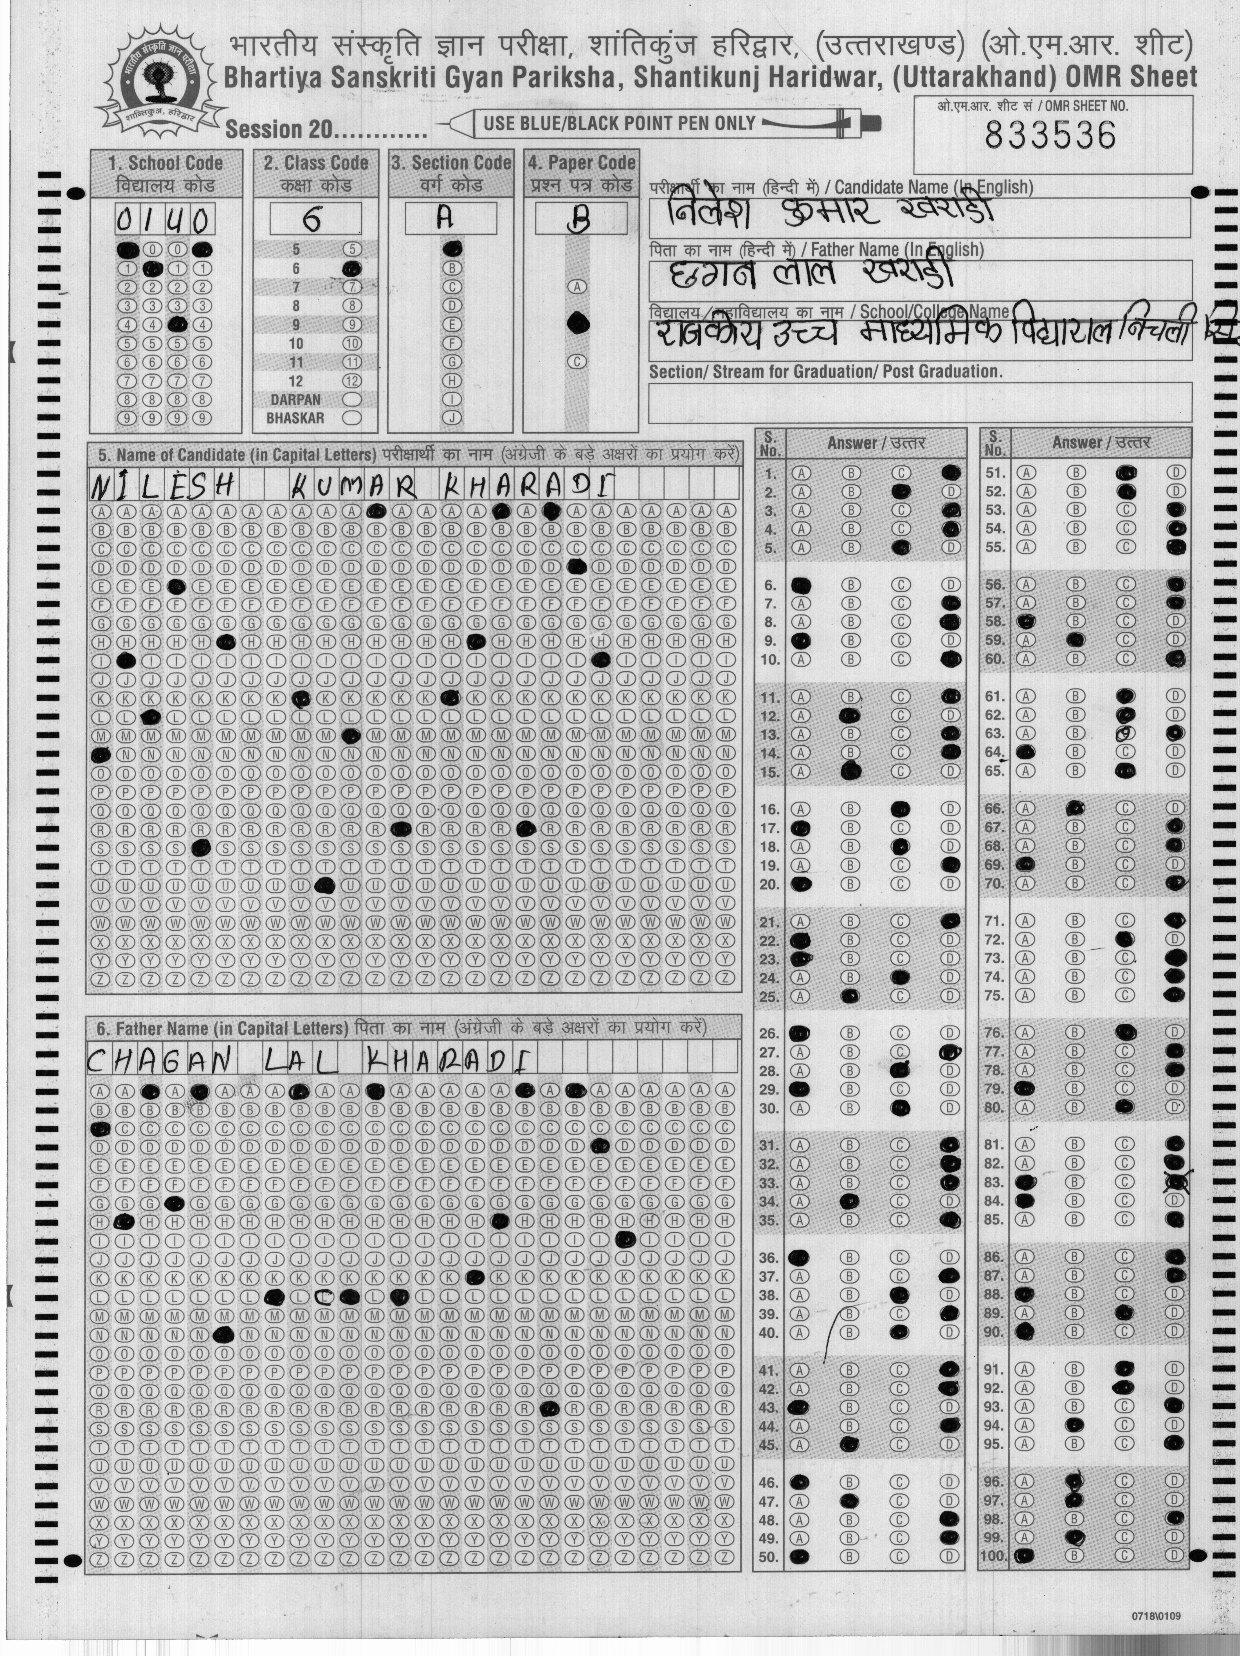 भारतीय संस्कृति ज्ञान परीक्षा, शांतिकुंज हरिद्वार, (उत्तराखण्ड) (ओ.एम.आर. शीट)
Bhartiya Sanskriti Gyan Pariksha, Shantikunj Haridwar, (Uttarakhand) OMR Sheet
Session 20............
USE BLUE/BLACK POINT PEN ONLY
ओ.एम.आर. शीट सं / OMR SHEET NO.
833536
1. School Code
विद्यालय कोड
0140
2. Class Code
कक्षा कोड
6
5
6
7
8
9
10
11
12
DARPAN
BHASKAR
3. Section Code
वर्ग कोड
A
4. Paper Code
प्रश्न पत्र कोड
B
परीक्षार्थी का नाम (हिन्दी में) / Candidate Name (In English)
निलेश कुमार खराडी
पिता का नाम (हिन्दी में) / Father Name (In English)
छगन लाल खराडी
विद्यालय/महाविद्यालय का नाम / School/College Name
राजकीय उच्च माध्यमिक निचली
Section/ Stream for Graduation/ Post Graduation.
5. Name of Candidate (in Capital Letters) परीक्षार्थी का नाम (अंग्रेजी के बड़े अक्षरों का प्रयोग करें)
NILESH KUMAR KHARADI
6. Father Name (in Capital Letters) पिता का नाम (अंग्रेजी के बड़े अक्षरों का प्रयोग करें)
CHAGAN LAL KHARADI
S. No. Answer / उत्तर
S. No. Answer / उत्तर
0718\0109